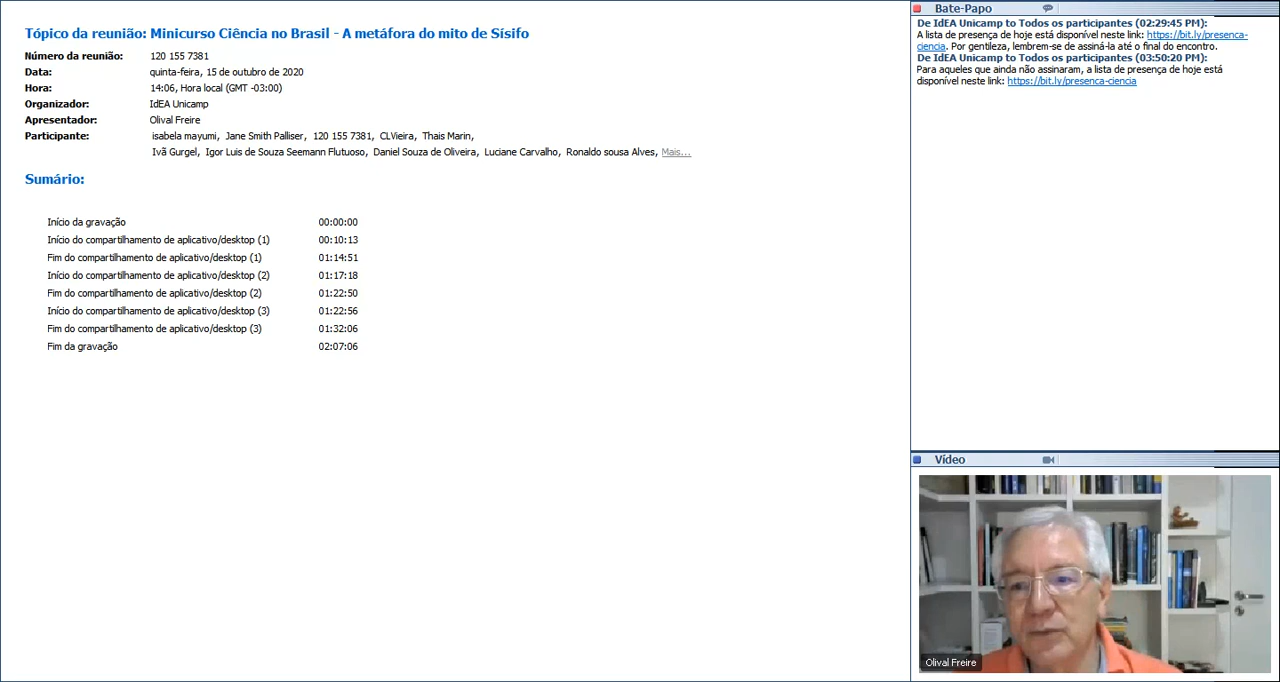 Tópico da reunião: Minicurso Ciência no Brasil - A metáfora do mito de Sísifo
Número da reunião: 120 155 7381
Data: quinta-feira, 15 de outubro de 2020
Hora: 14:06, Hora local (GMT -03:00)
Organizador: IdEA Unicamp
Apresentador: Olival Freire
Participante: isabela mayumi, Jane Smith Palliser, 120 155 7381, CLVieira, Thais Marin,
Ivã Gurgel, Igor Luis de Souza Seemann Flutuoso, Daniel Souza de Oliveira, Luciane Carvalho, Ronaldo sousa Alves, Mais...
Sumário:
Início da gravação 00:00:00
Início do compartilhamento de aplicativo/desktop (1) 00:10:13
Fim do compartilhamento de aplicativo/desktop (1) 01:14:51
Início do compartilhamento de aplicativo/desktop (2) 01:17:18
Fim do compartilhamento de aplicativo/desktop (2) 01:22:50
Início do compartilhamento de aplicativo/desktop (3) 01:22:56
Fim do compartilhamento de aplicativo/desktop (3) 01:32:06
Fim da gravação 02:07:06
Bate-Papo
De IdEA Unicamp to Todos os participantes (02:29:45 PM):
A lista de presença de hoje está disponível neste link: https://bit.ly/presenca-
ciencia. Por gentileza, lembrem-se de assiná-la até o final do encontro.
De IdEA Unicamp to Todos os participantes (03:50:20 PM):
Para aqueles que ainda não assinaram, a lista de presença de hoje está
disponível neste link: https://bit.ly/presenca-ciencia
Vídeo
Olival Freire